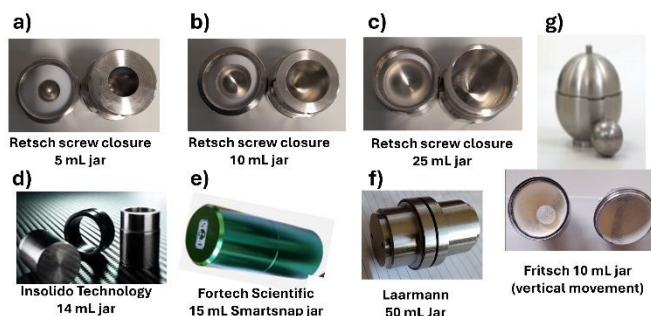 a)
b)
c)
g)
Retsch screw closure
5 mL jar
Retsch screw closure
10 mL jar
Retsch screw closure
25 mL jar
d)
e)
f)
Insolido Technology
14 mL jar
Fortech Scientific
15 mL Smartsnap jar
Laarmann
50 mL Jar
Fritsch 10 mL jar
(vertical movement)